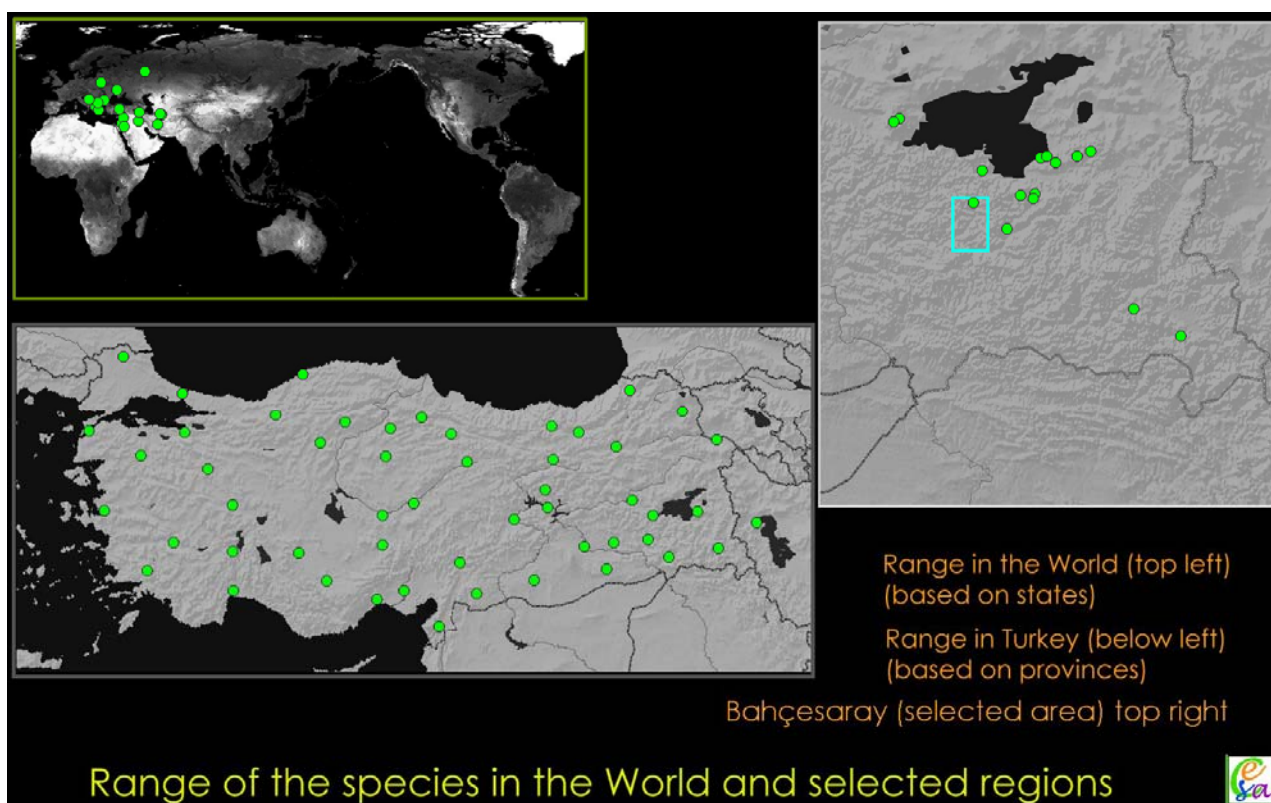 Range in the World (top left)
(based on states)
Range in Turkey (below left)
(based on provinces)
Bahçesaray (selected area) top right
Range of the species in the World and selected regions
Cesa